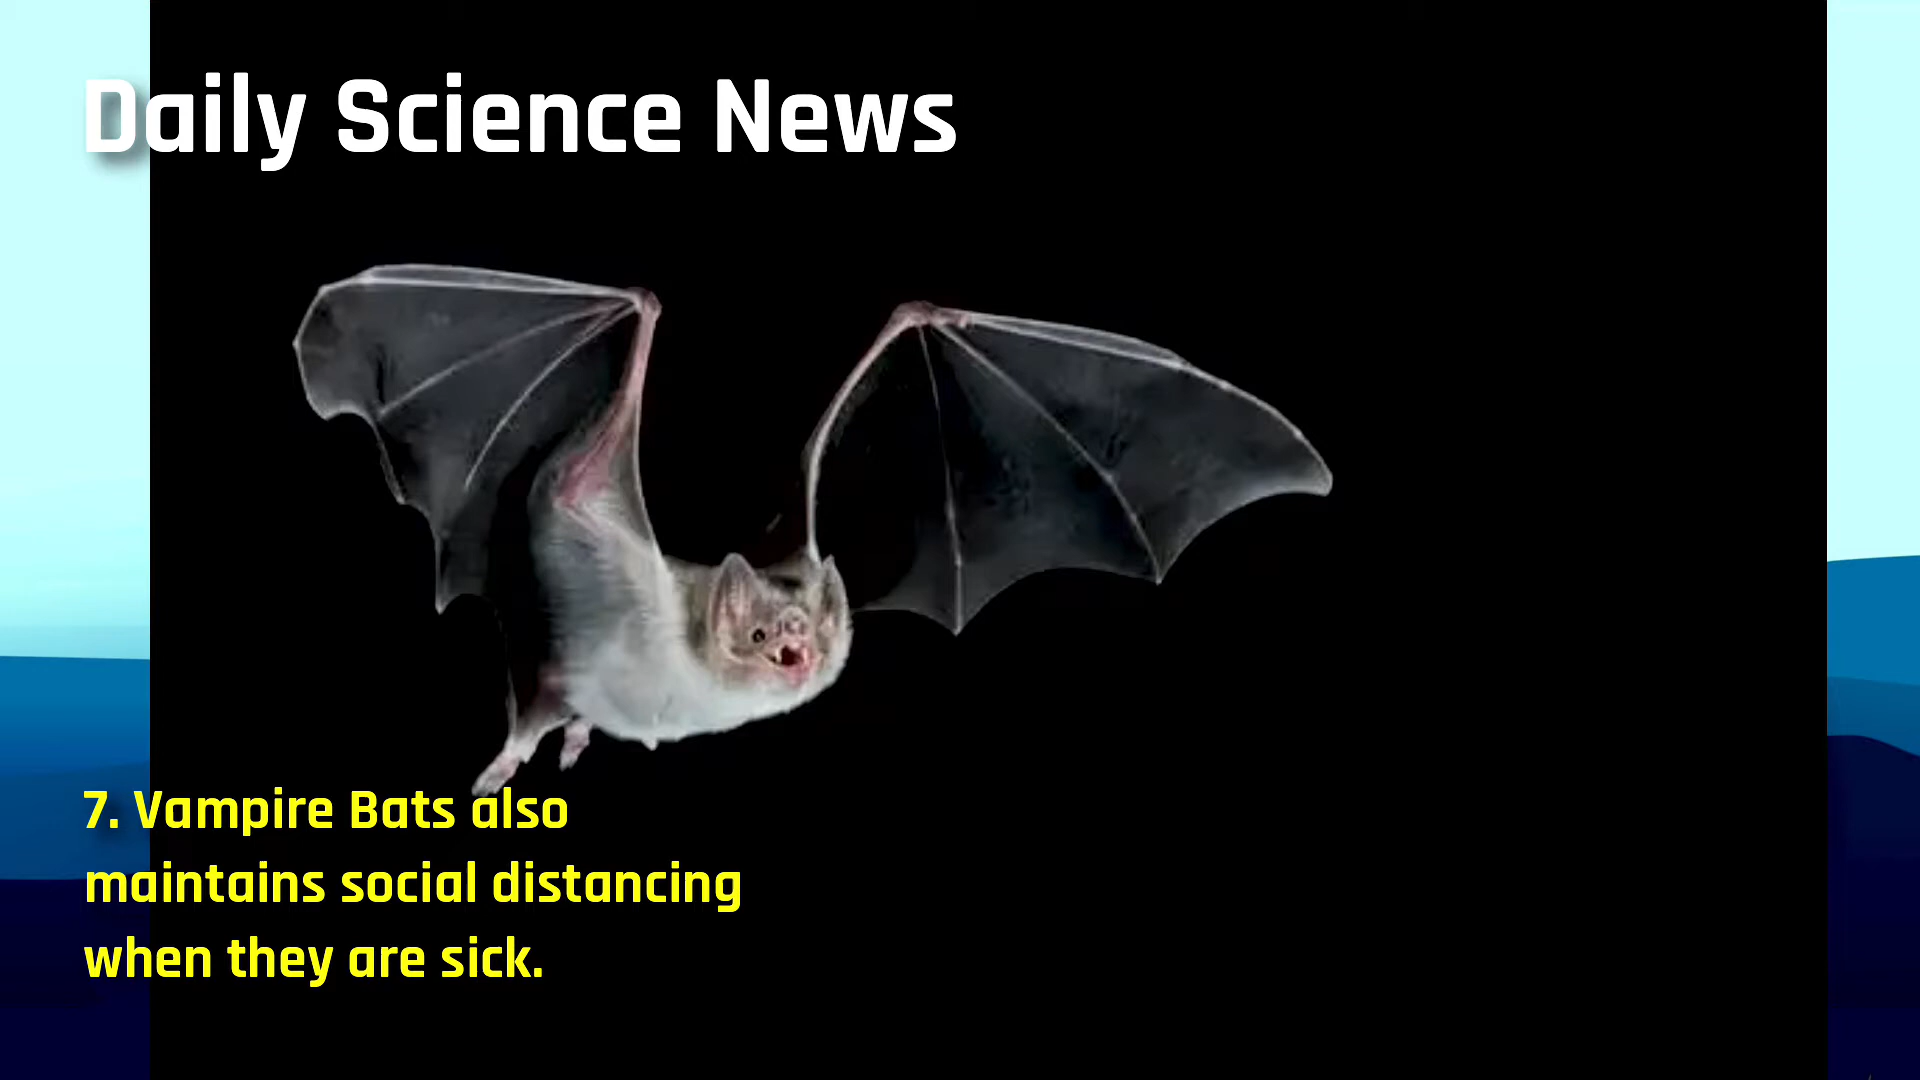 Daily Science News
7. Vampire Bats also
maintains social distancing
when they are sick.